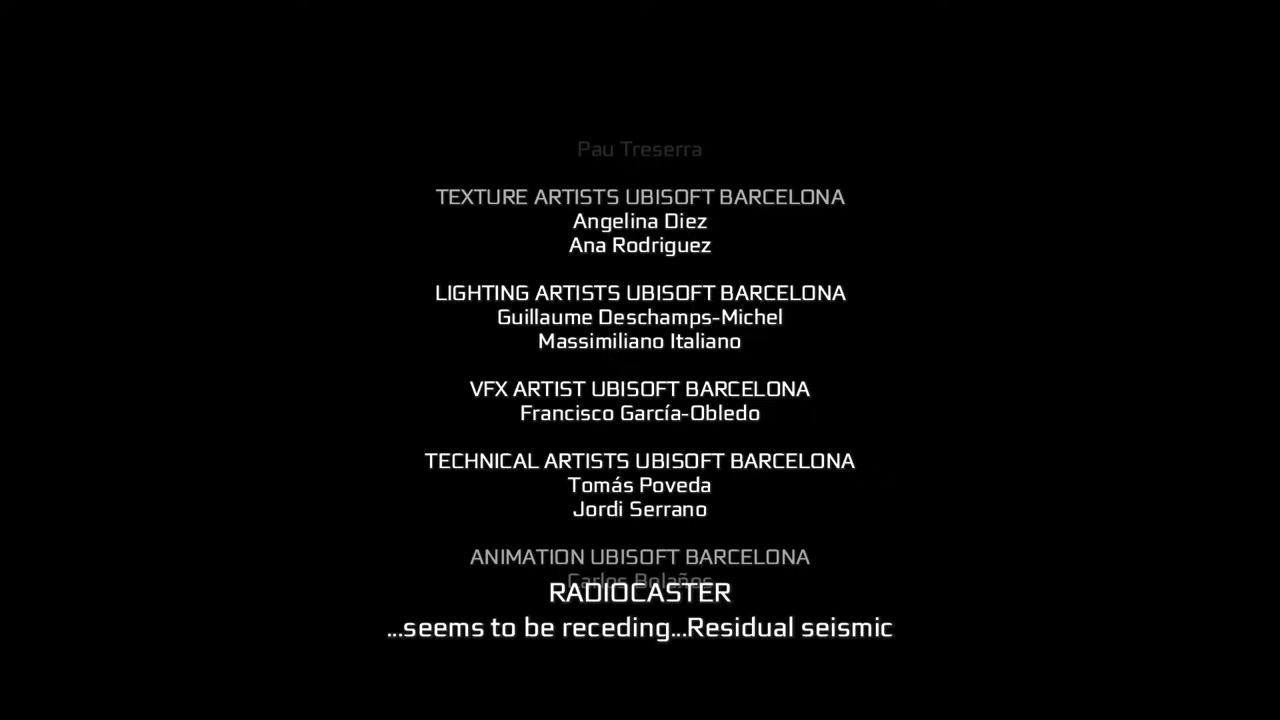 Pau Treserra
TEXTURE ARTISTS UBISOFT BARCELONA
Angelina Diez
Ana Rodriguez
LIGHTING ARTISTS UBISOFT BARCELONA
Guillaume Deschamps-Michel
Massimiliano Italiano
VFX ARTIST UBISOFT BARCELONA
Francisco García-Obledo
TECHNICAL ARTISTS UBISOFT BARCELONA
Tomás Poveda
Jordi Serrano
ANIMATION UBISOFT BARCELONA
Carlos Bolaños
RADIOCASTER
...seems to be receding...Residual seismic